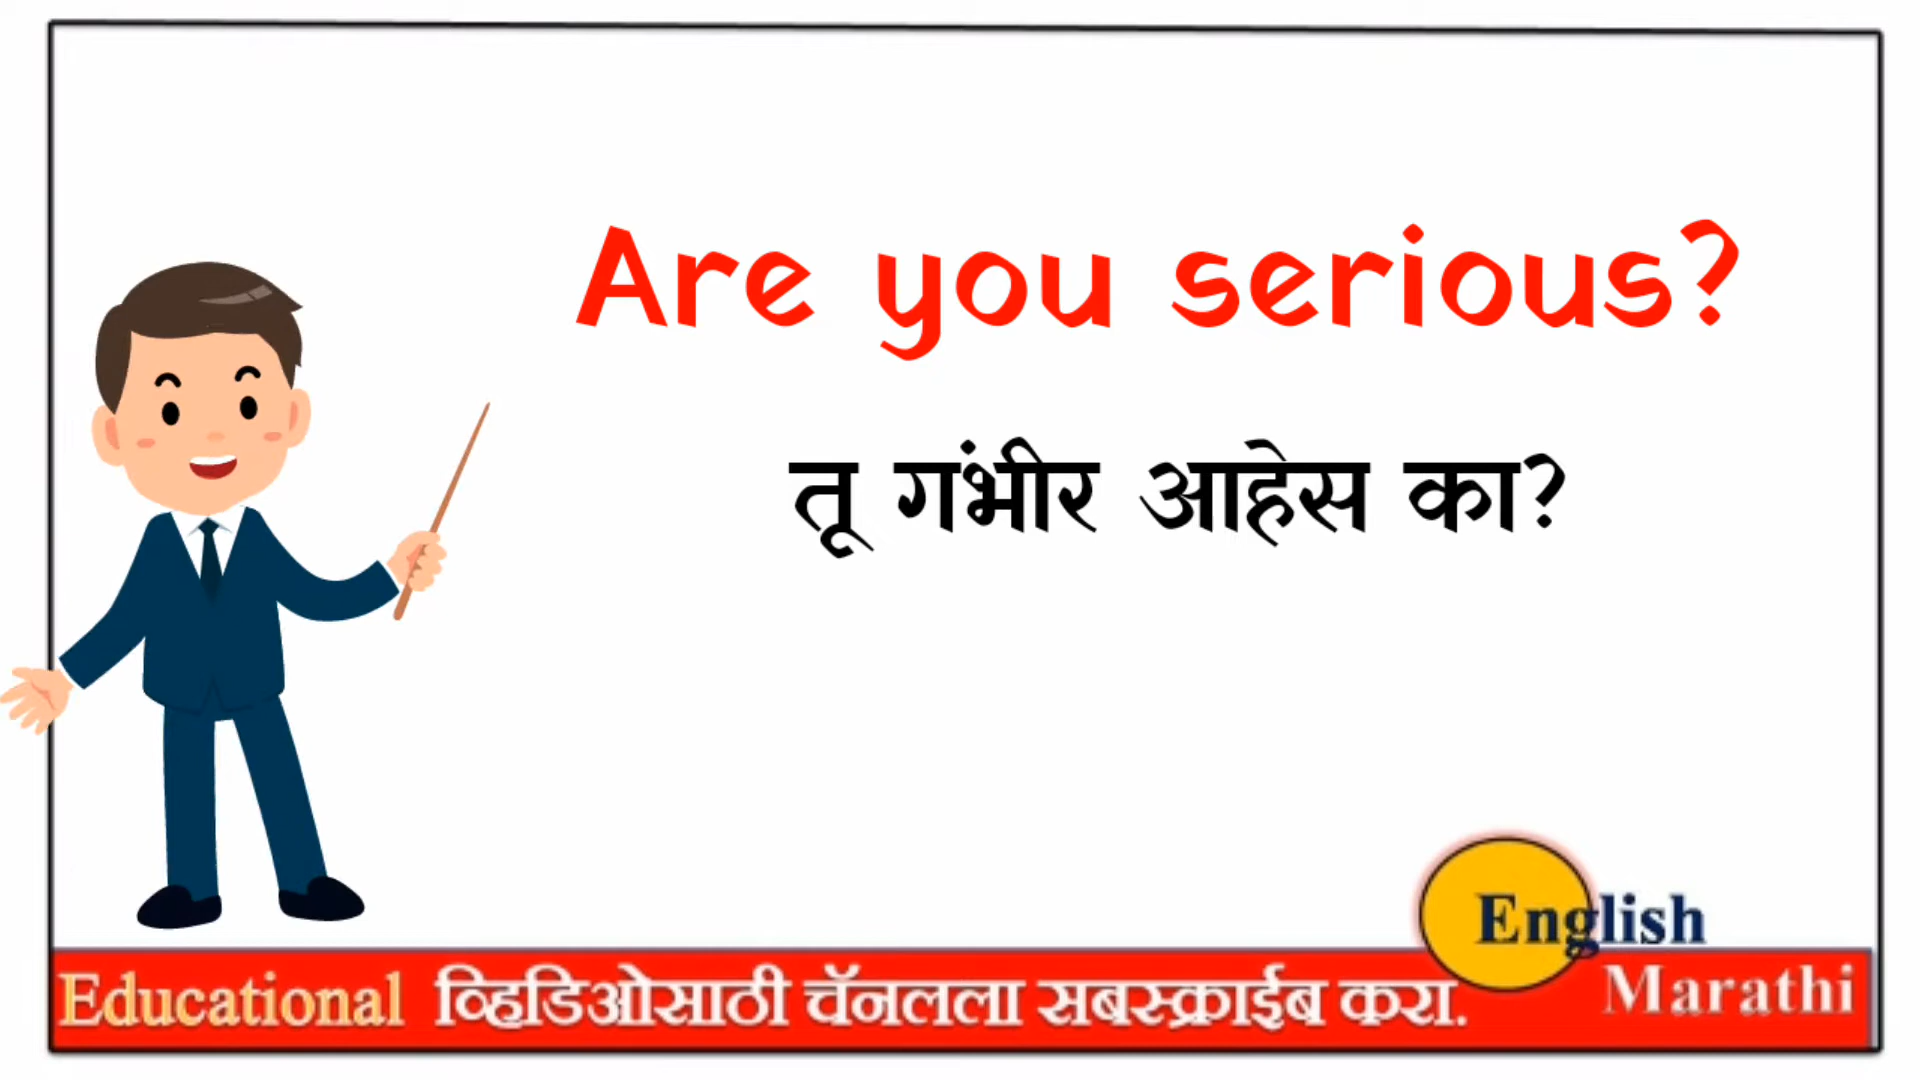 Are you serious?
तू गंभीर आहेस का?
English
Marathi
Educational व्हिडिओसाठी चॅनलला सबस्क्राईब करा.